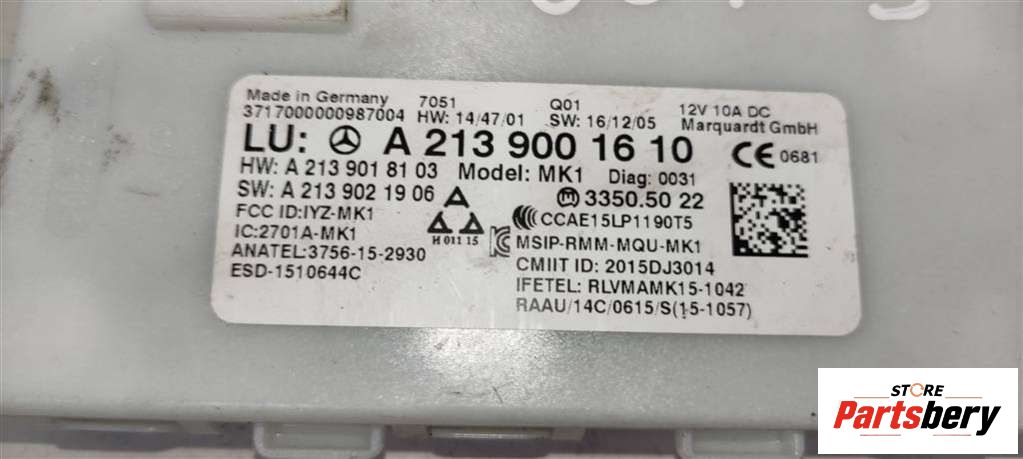 Made in Germany 7051 Q01 12V 10A DC
3717000000987004 HW: 14/47/01 SW: 16/12/05 Marquardt GmbH
LU: A 213 900 16 10 CE 0681
HW: A 213 901 81 03 Model: MK1 Diag: 0031
SW: A 213 902 19 06 M 3350.50 22
FCC ID:IYZ-MK1 CCAE15LP1190T5
IC:2701A-MK1 H 011 15 MSIP-RMM-MQU-MK1
ANATEL:3756-15-2930 CMIIT ID: 2015DJ3014
ESD-1510644C IFETEL: RLVMAMK15-1042
RAAU/14C/0615/S(15-1057)
STORE
Partsbery